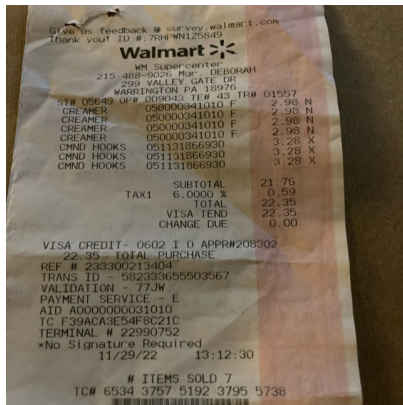 Give us feedback @ survey.walmart.com
Thank you! ID #:7RHPWN1Z5849
Walmart
WM Supercenter
215-488-9026 Mgr. DEBORAH
299 VALLEY GATE DR
WARRINGTON PA 18976
ST# 05649 OP# 009043 TE# 43 TR# 01557
CREAMER 050000341010 F 2.98 N
CREAMER 050000341010 F 2.98 N
CREAMER 050000341010 F 2.98 N
CREAMER 050000341010 F 2.98 N
CMND HOOKS 051131866930 3.28 X
CMND HOOKS 051131866930 3.28 X
CMND HOOKS 051131866930 3.28 X
SUBTOTAL 21.76
TAX1 6.0000 % 0.59
TOTAL 22.35
VISA TEND 22.35
CHANGE DUE 0.00
VISA CREDIT- 0602 I 0 APPR#208302
22.35 - TOTAL PURCHASE
REF # 233300213404
TRANS ID - 582333655503567
VALIDATION - 77JW
PAYMENT SERVICE - E
AID A0000000031010
TC F39ACA3E54F8C21C
TERMINAL # 22990752
*No Signature Required
11/29/22 13:12:30
# ITEMS SOLD 7
TC# 6534 3757 5192 3795 5738